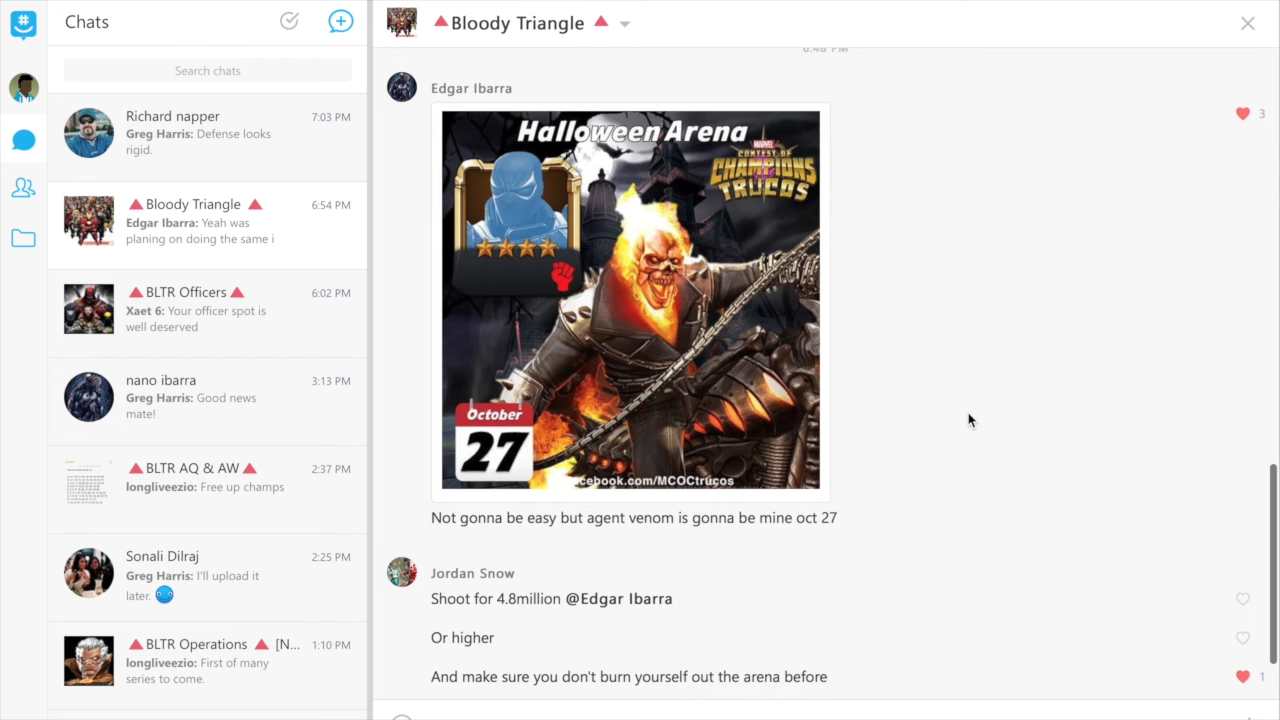 Chats
Search chats
Richard napper
7:03 PM
Greg Harris: Defense looks
rigid.
🔺Bloody Triangle 🔺
6:54 PM
Edgar Ibarra: Yeah was
planing on doing the same i
🔺BLTR Officers🔺
6:02 PM
Xaet 6: Your officer spot is
well deserved
nano ibarra
3:13 PM
Greg Harris: Good news
mate!
🔺BLTR AQ & AW🔺
2:37 PM
longliveezio: Free up champs
Sonali Dilraj
2:25 PM
Greg Harris: I'll upload it
later.
🔺BLTR Operations 🔺 [N...
1:10 PM
longliveezio: First of many
series to come.
🔺Bloody Triangle 🔺
Edgar Ibarra
3
Halloween Arena
MARVEL
CONTEST OF
CHAMPIONS
TRUCOS
October
27
cebook.com/MCOCtrucos
Not gonna be easy but agent venom is gonna be mine oct 27
Jordan Snow
Shoot for 4.8million @Edgar Ibarra
Or higher
And make sure you don't burn yourself out the arena before
1